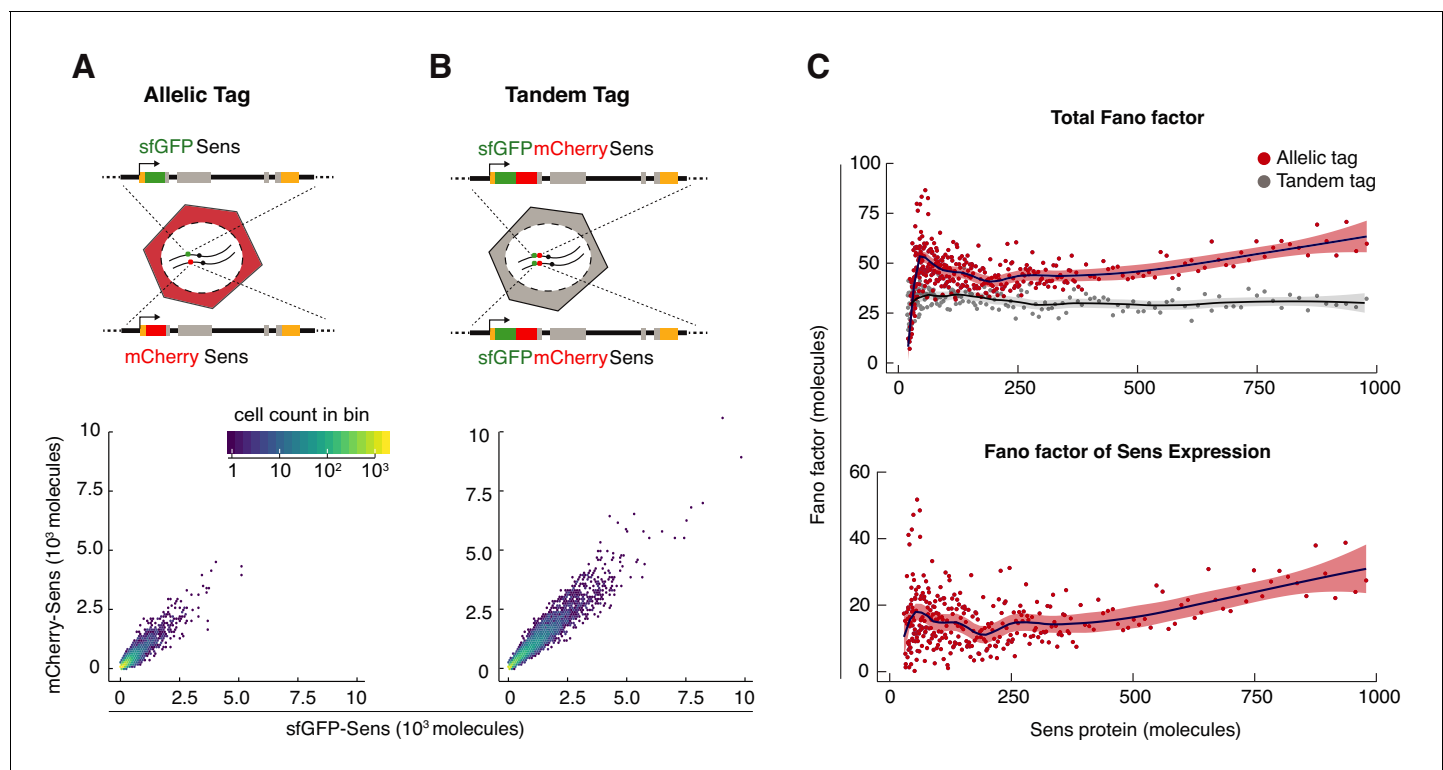 A
Allelic Tag
sfGFP Sens
mCherry Sens
cell count in bin
1 10 10² 10³
mCherry-Sens (10³ molecules)
10
7.5
5.0
2.5
0
0 2.5 5.0 7.5 10
B
Tandem Tag
sfGFPmCherrySens
sfGFPmCherrySens
10
7.5
5.0
2.5
0
0 2.5 5.0 7.5 10
sfGFP-Sens (10³ molecules)
C
Total Fano factor
Allelic tag
Tandem tag
100
75
50
25
0
0 250 500 750 1000
Fano factor (molecules)
Fano factor of Sens Expression
60
40
20
0
0 250 500 750 1000
Sens protein (molecules)